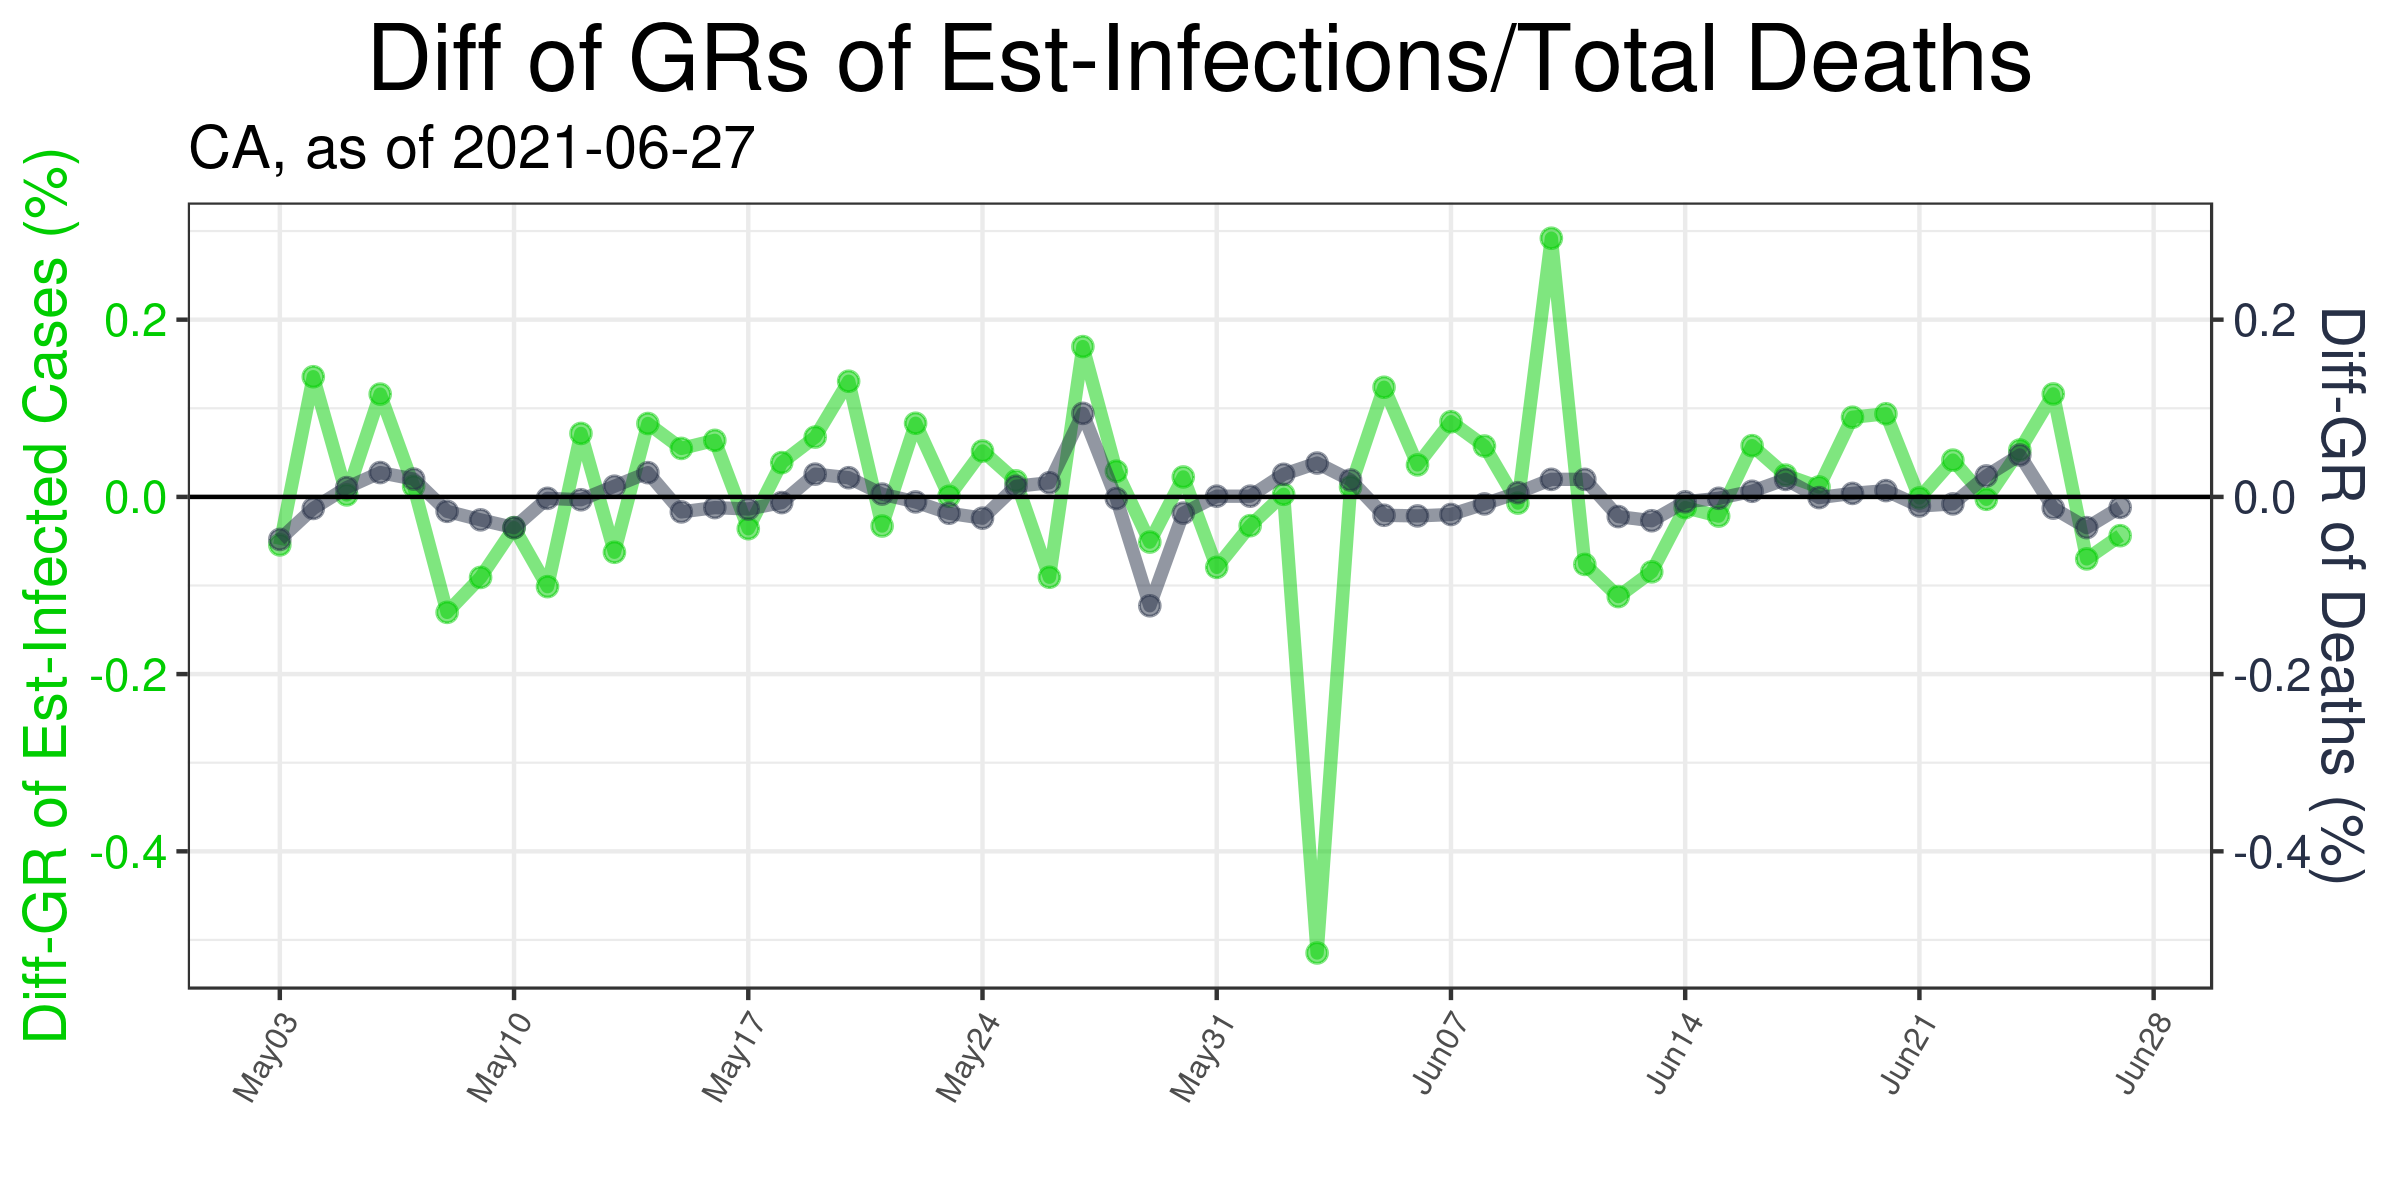 Diff of GRs of Est-Infections/Total Deaths
CA, as of 2021-06-27
Diff-GR of Est-Infected Cases (%)
0.2
0.0
-0.2
-0.4
0.2
0.0
-0.2
-0.4
Diff-GR of Deaths (%)
May03
May10
May17
May24
May31
Jun07
Jun14
Jun21
Jun28